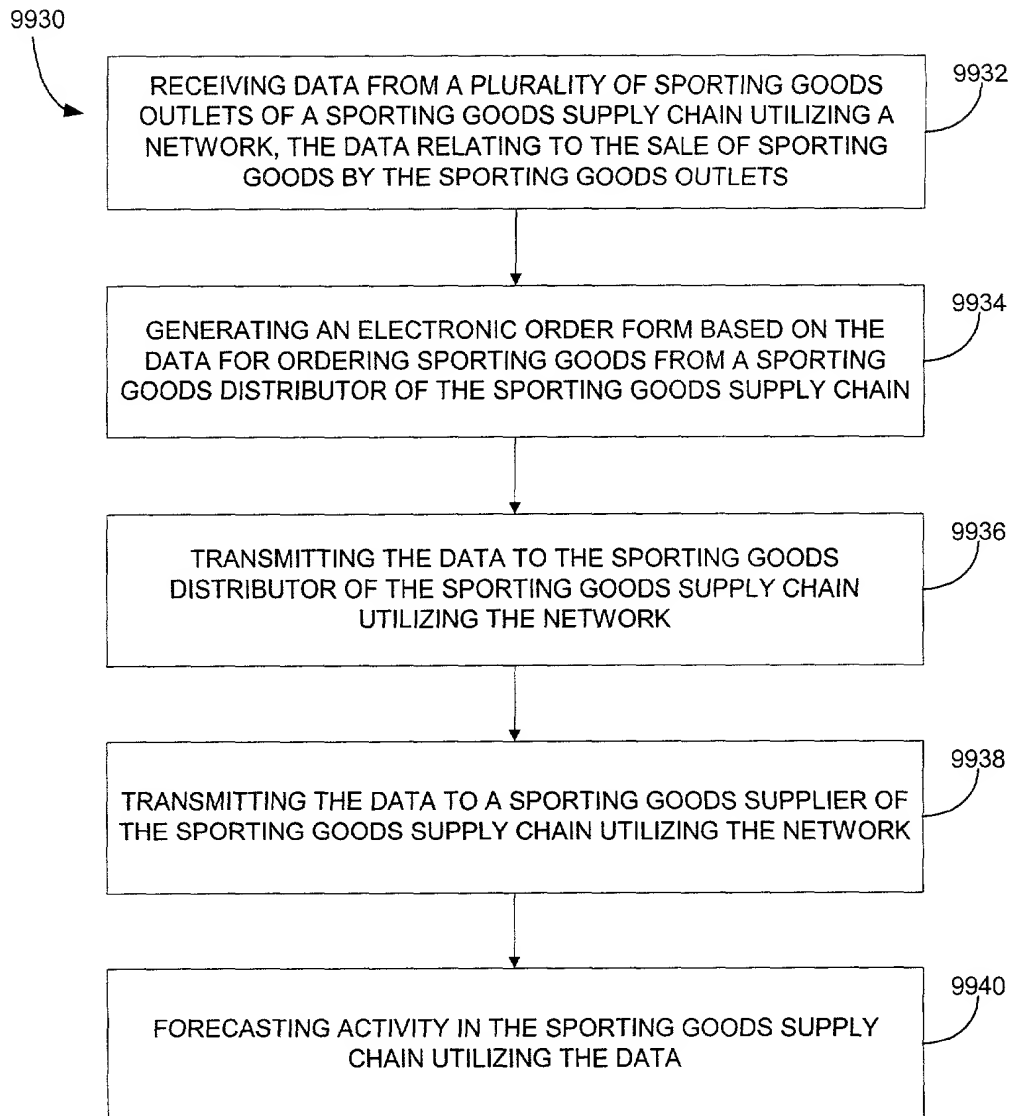 9930
RECEIVING DATA FROM A PLURALITY OF SPORTING GOODS
OUTLETS OF A SPORTING GOODS SUPPLY CHAIN UTILIZING A
NETWORK, THE DATA RELATING TO THE SALE OF SPORTING
GOODS BY THE SPORTING GOODS OUTLETS
9932
GENERATING AN ELECTRONIC ORDER FORM BASED ON THE
DATA FOR ORDERING SPORTING GOODS FROM A SPORTING
GOODS DISTRIBUTOR OF THE SPORTING GOODS SUPPLY CHAIN
9934
TRANSMITTING THE DATA TO THE SPORTING GOODS
DISTRIBUTOR OF THE SPORTING GOODS SUPPLY CHAIN
UTILIZING THE NETWORK
9936
TRANSMITTING THE DATA TO A SPORTING GOODS SUPPLIER OF
THE SPORTING GOODS SUPPLY CHAIN UTILIZING THE NETWORK
9938
FORECASTING ACTIVITY IN THE SPORTING GOODS SUPPLY
CHAIN UTILIZING THE DATA
9940